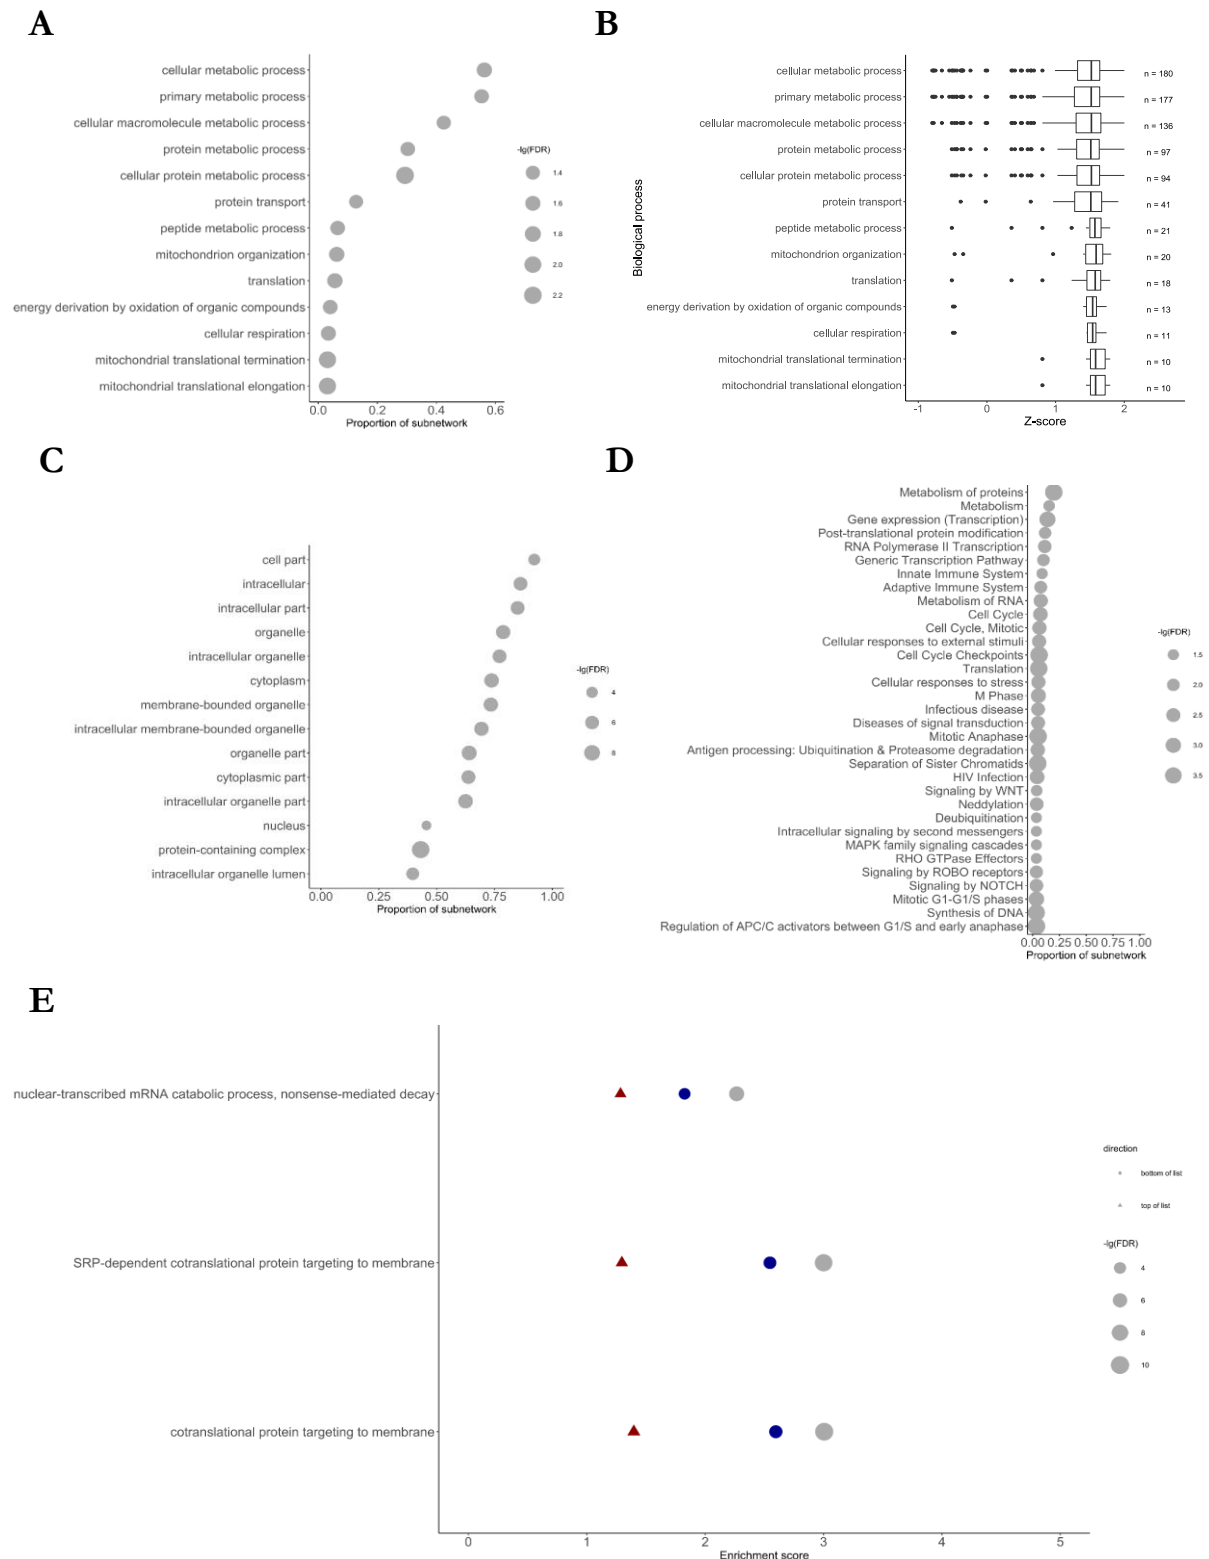 A
cellular metabolic process
primary metabolic process
cellular macromolecule metabolic process
protein metabolic process
cellular protein metabolic process
protein transport
peptide metabolic process
mitochondrion organization
translation
energy derivation by oxidation of organic compounds
cellular respiration
mitochondrial translational termination
mitochondrial translational elongation
0.0 0.2 0.4 0.6
Proportion of subnetwork
-lg(FDR)
1.4
1.6
1.8
2.0
2.2
B
Biological process
cellular metabolic process
primary metabolic process
cellular macromolecule metabolic process
protein metabolic process
cellular protein metabolic process
protein transport
peptide metabolic process
mitochondrion organization
translation
energy derivation by oxidation of organic compounds
cellular respiration
mitochondrial translational termination
mitochondrial translational elongation
n = 180
n = 177
n = 136
n = 97
n = 94
n = 41
n = 21
n = 20
n = 18
n = 13
n = 11
n = 10
n = 10
-1 0 1 2
Z-score
C
cell part
intracellular
intracellular part
organelle
intracellular organelle
cytoplasm
membrane-bounded organelle
intracellular membrane-bounded organelle
organelle part
cytoplasmic part
intracellular organelle part
nucleus
protein-containing complex
intracellular organelle lumen
0.00 0.25 0.50 0.75 1.00
Proportion of subnetwork
-lg(FDR)
4
6
8
D
Metabolism of proteins
Metabolism
Gene expression (Transcription)
Post-translational protein modification
RNA Polymerase II Transcription
Generic Transcription Pathway
Innate Immune System
Adaptive Immune System
Metabolism of RNA
Cell Cycle
Cell Cycle, Mitotic
Cellular responses to external stimuli
Cell Cycle Checkpoints
Translation
Cellular responses to stress
M Phase
Infectious disease
Diseases of signal transduction
Mitotic Anaphase
Antigen processing: Ubiquitination & Proteasome degradation
Separation of Sister Chromatids
HIV Infection
Signaling by WNT
Neddylation
Deubiquitination
Intracellular signaling by second messengers
MAPK family signaling cascades
RHO GTPase Effectors
Signaling by ROBO receptors
Signaling by NOTCH
Mitotic G1-G1/S phases
Synthesis of DNA
Regulation of APC/C activators between G1/S and early anaphase
0.00 0.25 0.50 0.75 1.00
Proportion of subnetwork
-lg(FDR)
1.5
2.0
2.5
3.0
3.5
E
nuclear-transcribed mRNA catabolic process, nonsense-mediated decay
SRP-dependent cotranslational protein targeting to membrane
cotranslational protein targeting to membrane
0 1 2 3 4 5
Enrichment score
direction
bottom of list
top of list
-lg(FDR)
4
6
8
10